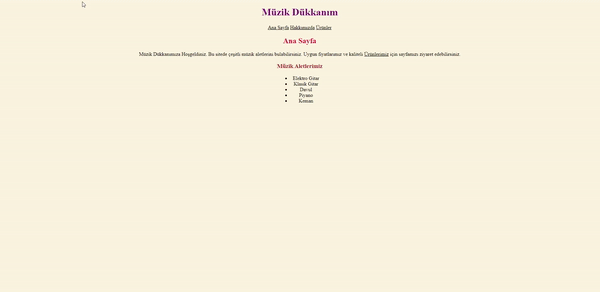 Müzik Dükkanım
Ana Sayfa Hakkımızda Ürünler
Ana Sayfa
Müzik Dükkanımıza Hoşgeldiniz. Bu sitede çeşitli müzik aletlerini bulabilirsiniz. Uygun fiyatlarımız ve kaliteli Ürünlerimiz için sayfamızı ziyaret edebilirsiniz.
Müzik Aletlerimiz
Elektro Gitar
Klasik Gitar
Davul
Piyano
Keman